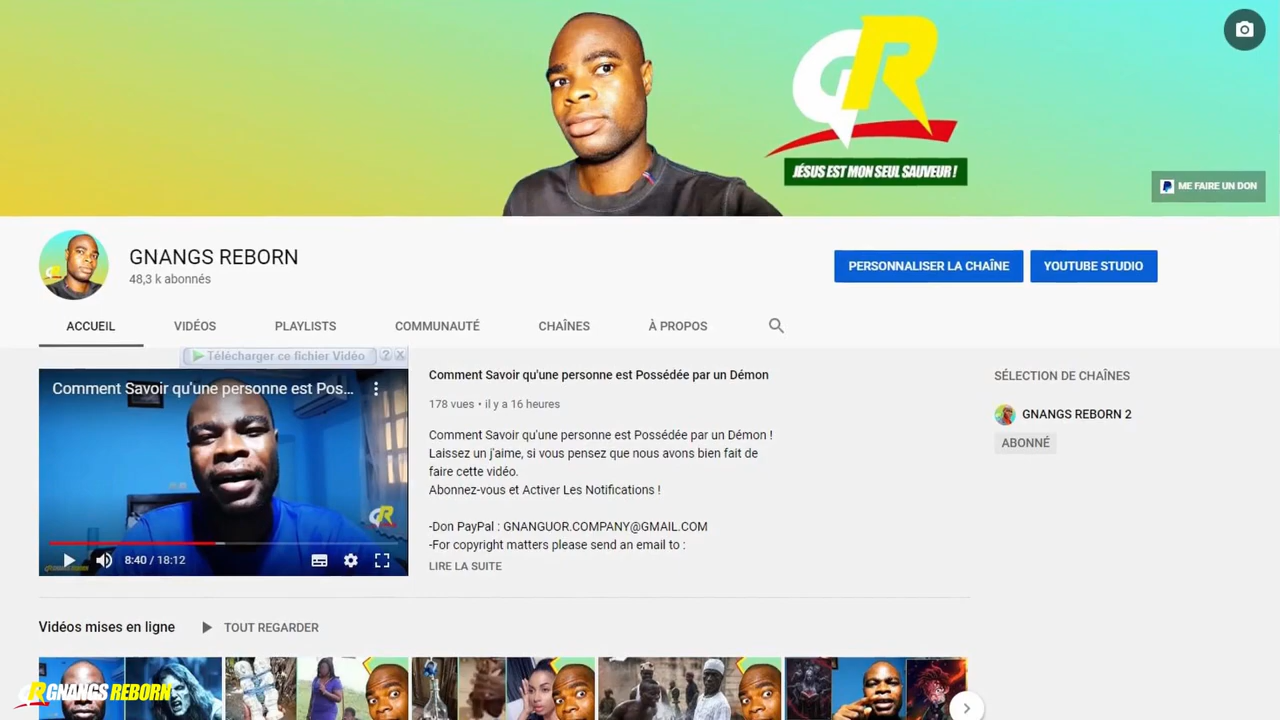 GR
JÉSUS EST MON SEUL SAUVEUR !
ME FAIRE UN DON
GNANGS REBORN
48,3 k abonnés
PERSONNALISER LA CHAÎNE
YOUTUBE STUDIO
ACCUEIL
VIDÉOS
PLAYLISTS
COMMUNAUTÉ
CHAÎNES
À PROPOS
Télécharger ce fichier Vidéo ? X
Comment Savoir qu'une personne est Pos...
GR
8:40 / 18:12
Comment Savoir qu'une personne est Possédée par un Démon
178 vues • il y a 16 heures
Comment Savoir qu'une personne est Possédée par un Démon !
Laissez un j'aime, si vous pensez que nous avons bien fait de
faire cette vidéo.
Abonnez-vous et Activer Les Notifications !
-Don PayPal : GNANGUOR.COMPANY@GMAIL.COM
-For copyright matters please send an email to :
LIRE LA SUITE
SÉLECTION DE CHAÎNES
GNANGS REBORN 2
ABONNÉ
Vidéos mises en ligne
TOUT REGARDER
GR GNANGS REBORN